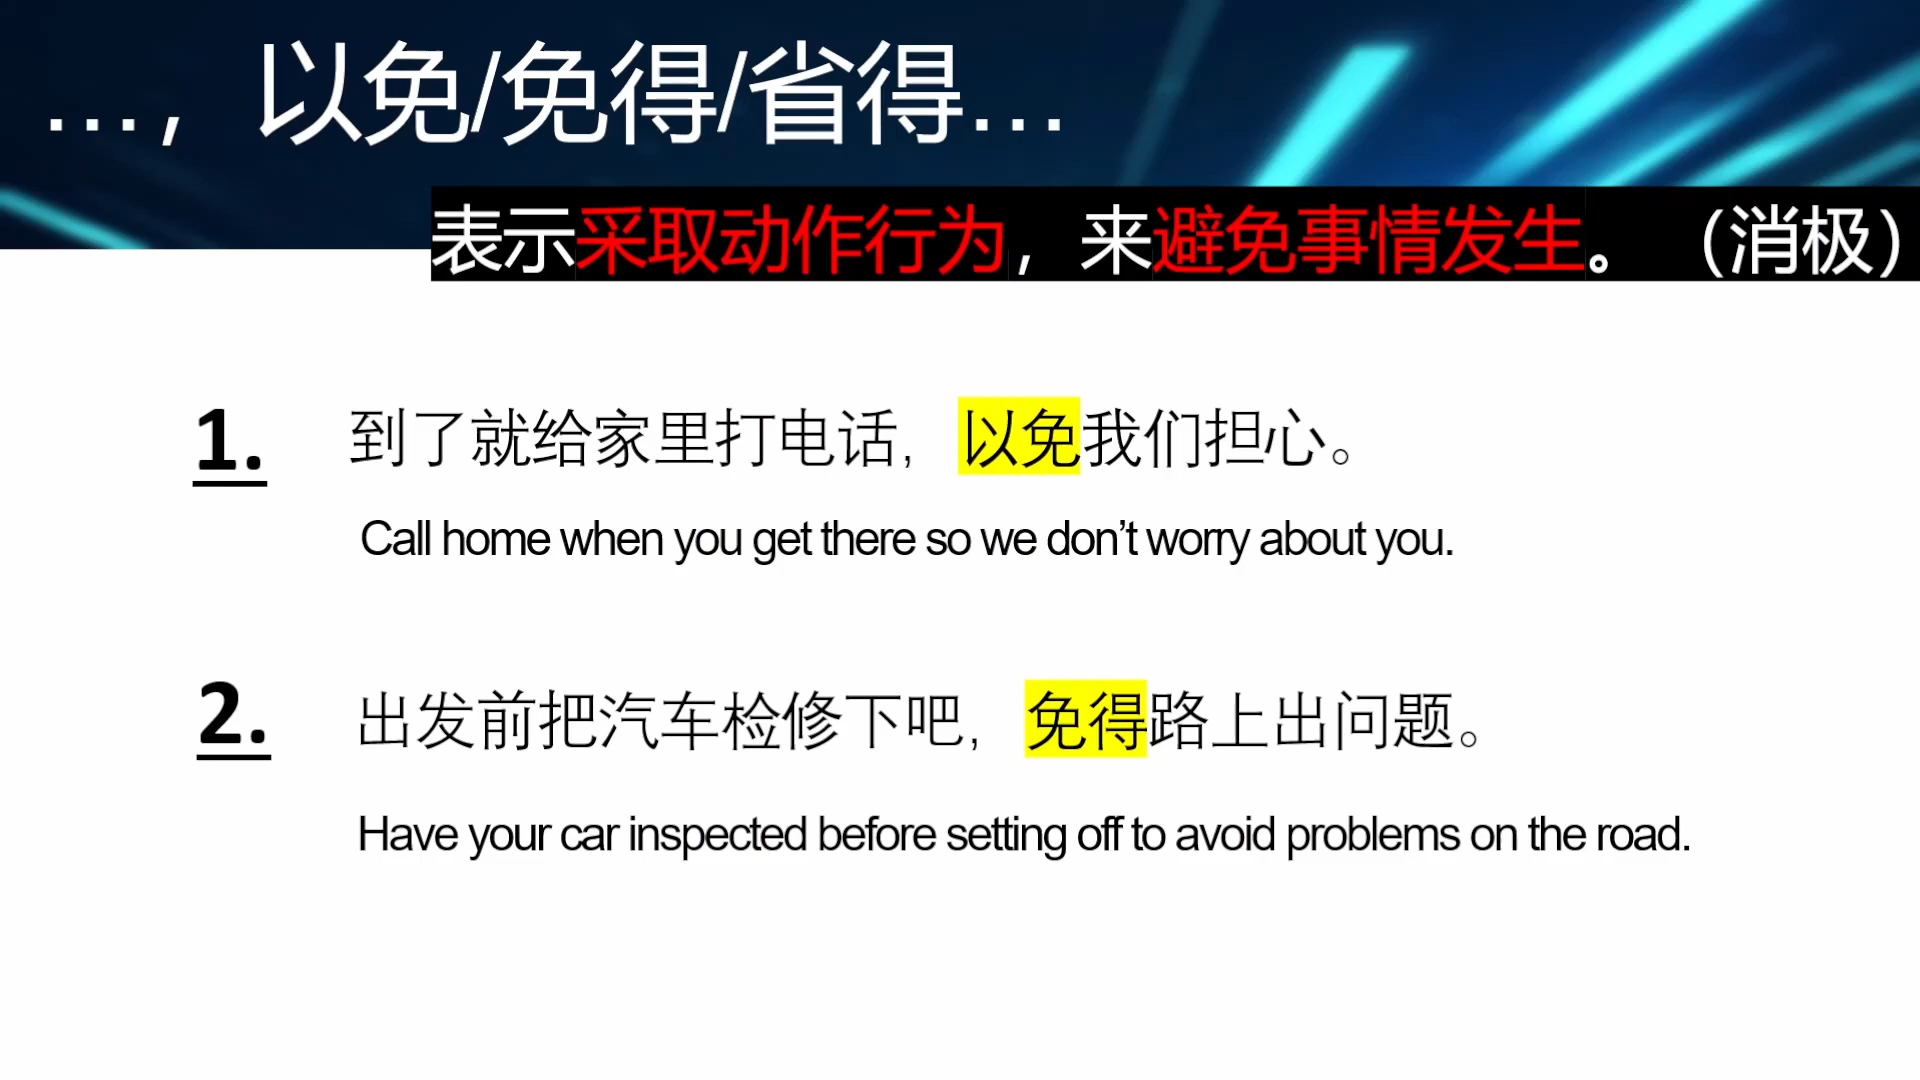 …，以免/免得/省得…
表示采取动作行为，来避免事情发生。（消极）
1. 到了就给家里打电话，以免我们担心。
Call home when you get there so we don’t worry about you.
2. 出发前把汽车检修下吧，免得路上出问题。
Have your car inspected before setting off to avoid problems on the road.